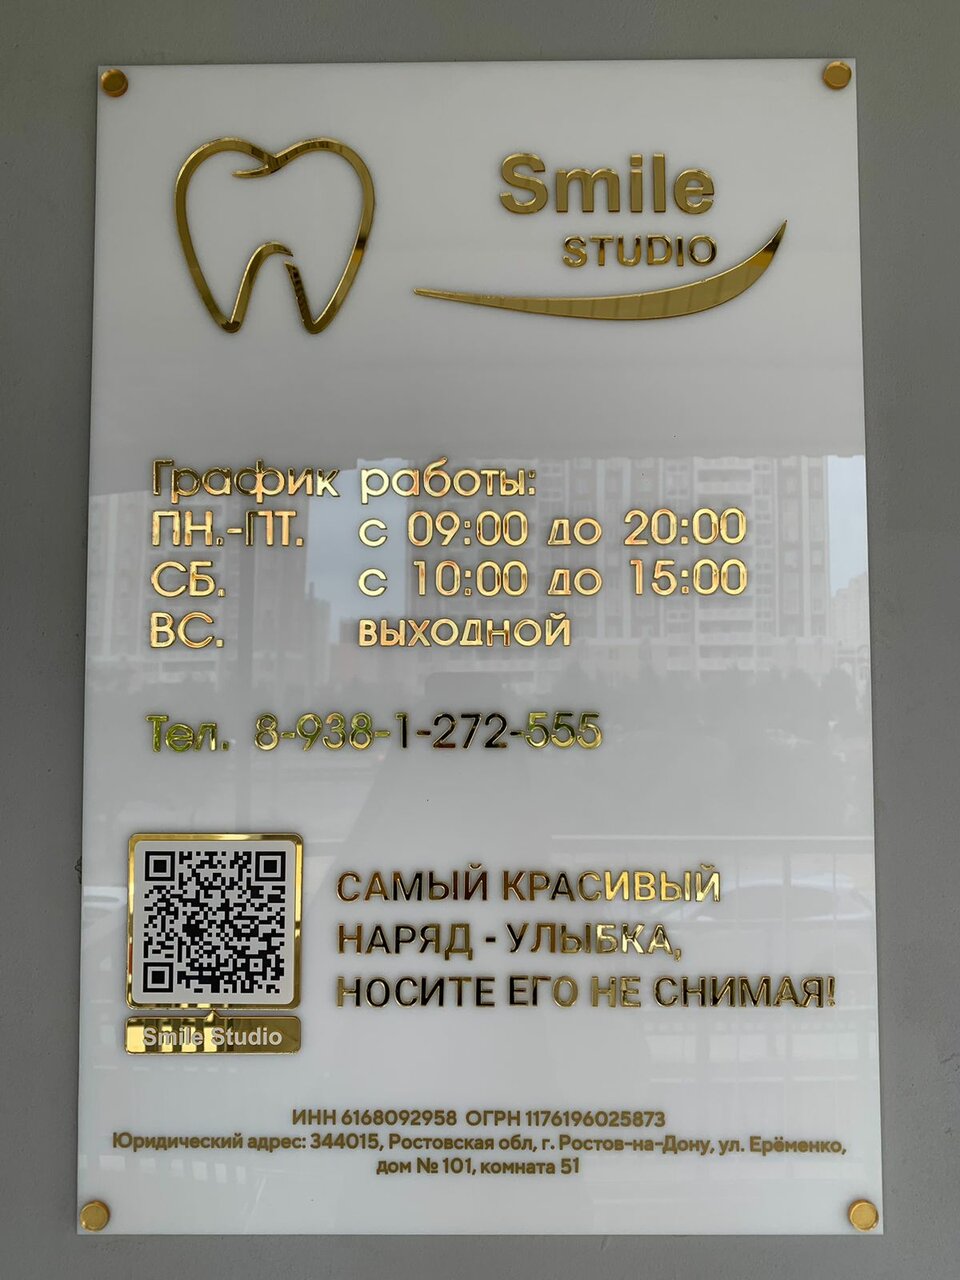 Smile
STUDIO
График работы:
ПН.-ПТ. с 09:00 до 20:00
СБ. с 10:00 до 15:00
ВС. выходной
Тел. 8-938-1-272-555
САМЫЙ КРАСИВЫЙ
НАРЯД - УЛЫБКА,
НОСИТЕ ЕГО НЕ СНИМАЯ!
Smile Studio
ИНН 6168092958 ОГРН 1176196025873
Юридический адрес: 344015, Ростовская обл, г. Ростов-на-Дону, ул. Ерёменко,
дом № 101, комната 51